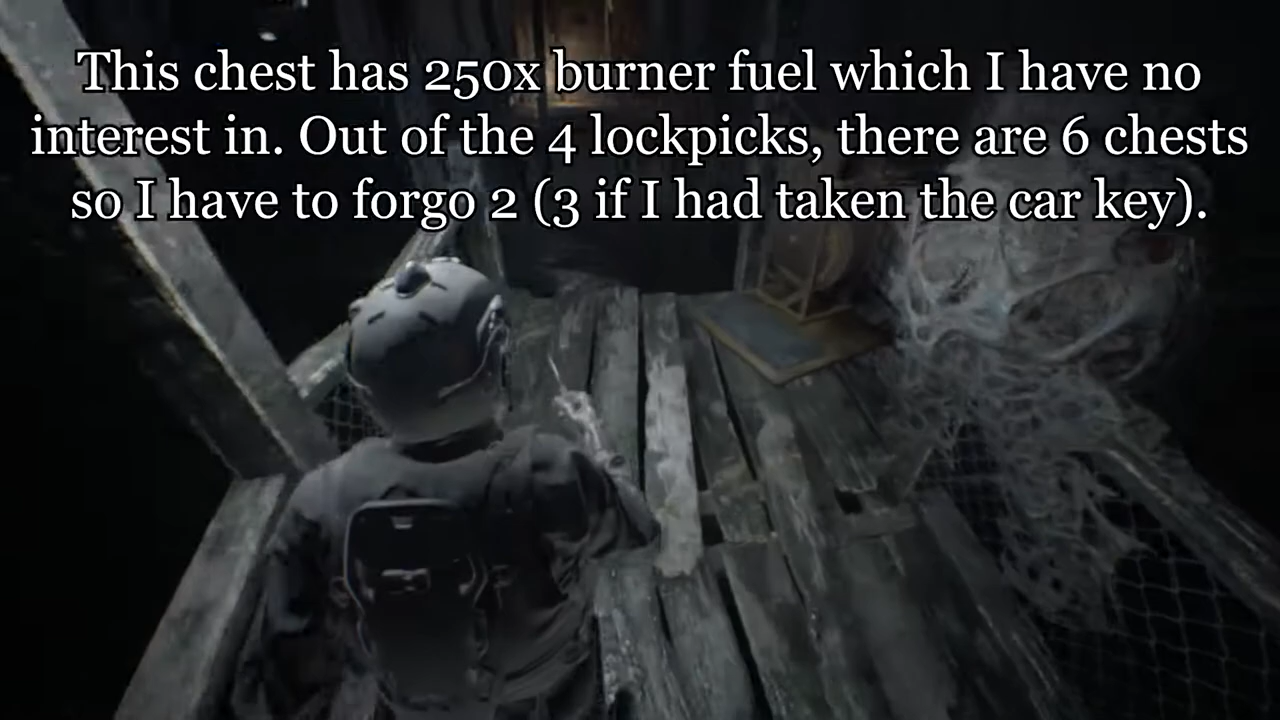 This chest has 250x burner fuel which I have no
interest in. Out of the 4 lockpicks, there are 6 chests
so I have to forgo 2 (3 if I had taken the car key).